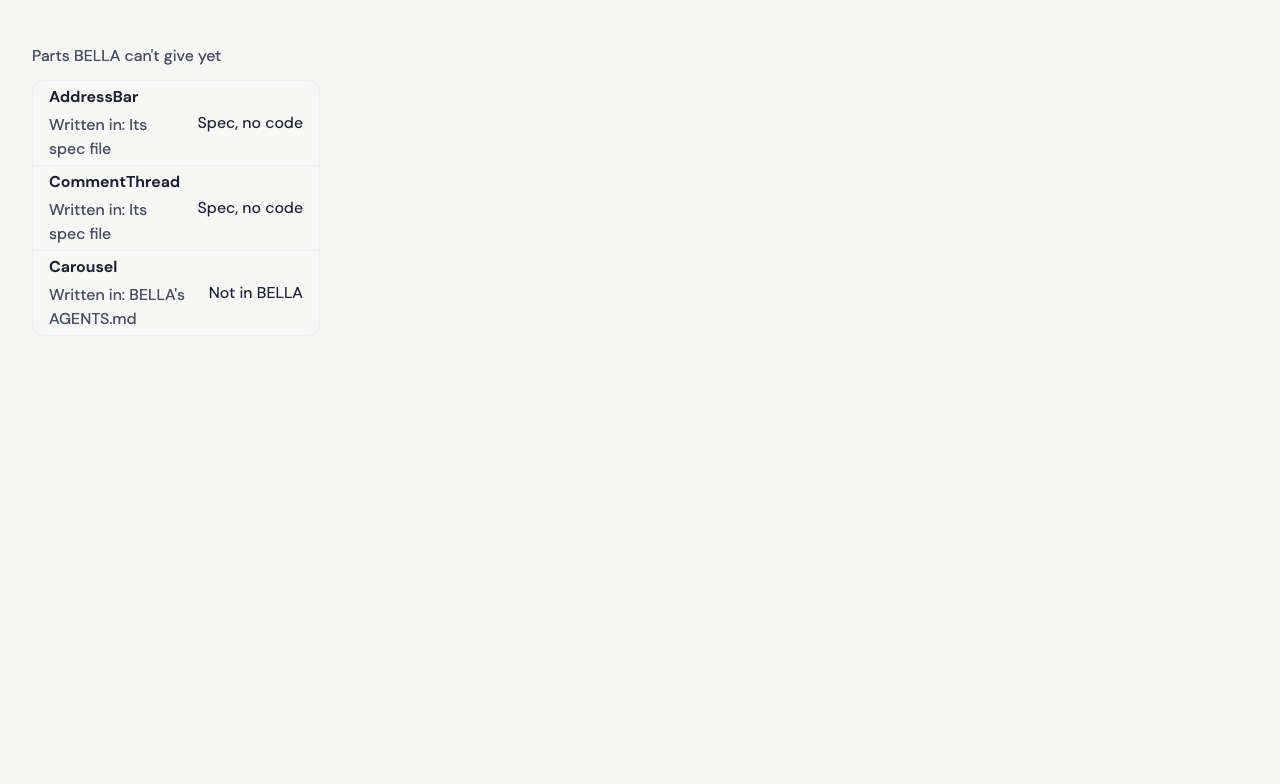 Parts BELLA can't give yet
AddressBar
Written in: Its
spec file
Spec, no code
CommentThread
Written in: Its
spec file
Spec, no code
Carousel
Written in: BELLA's
AGENTS.md
Not in BELLA